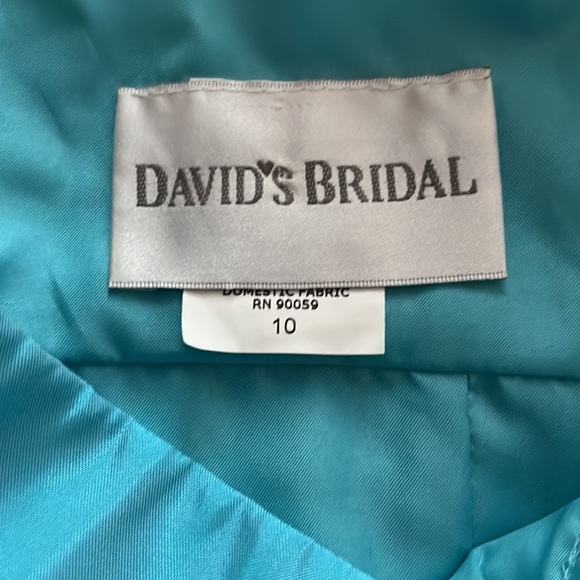 DAVID'S BRIDAL
DOMESTIC FABRIC
RN 90059
10